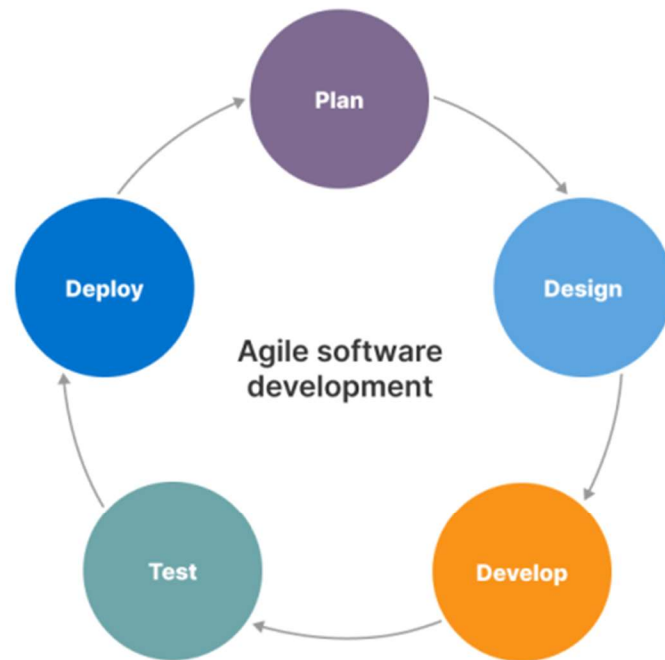 Plan
Design
Develop
Test
Deploy
Agile software
development